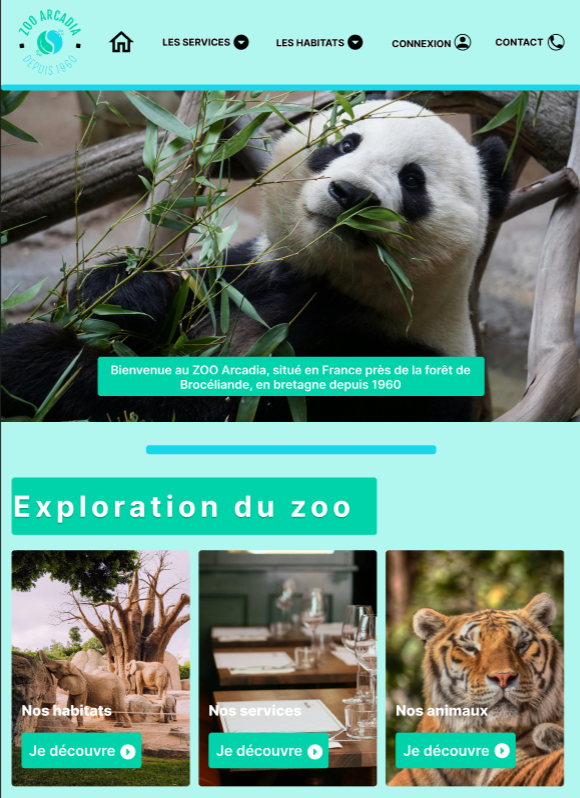 ZOO ARCADIA
DEPUIS 1960
LES SERVICES
LES HABITATS
CONNEXION
CONTACT
Bienvenue au ZOO Arcadia, situé en France près de la forêt de
Brocéliande, en bretagne depuis 1960
Exploration du zoo
Nos habitats
Nos services
Nos animaux
Je découvre
Je découvre
Je découvre